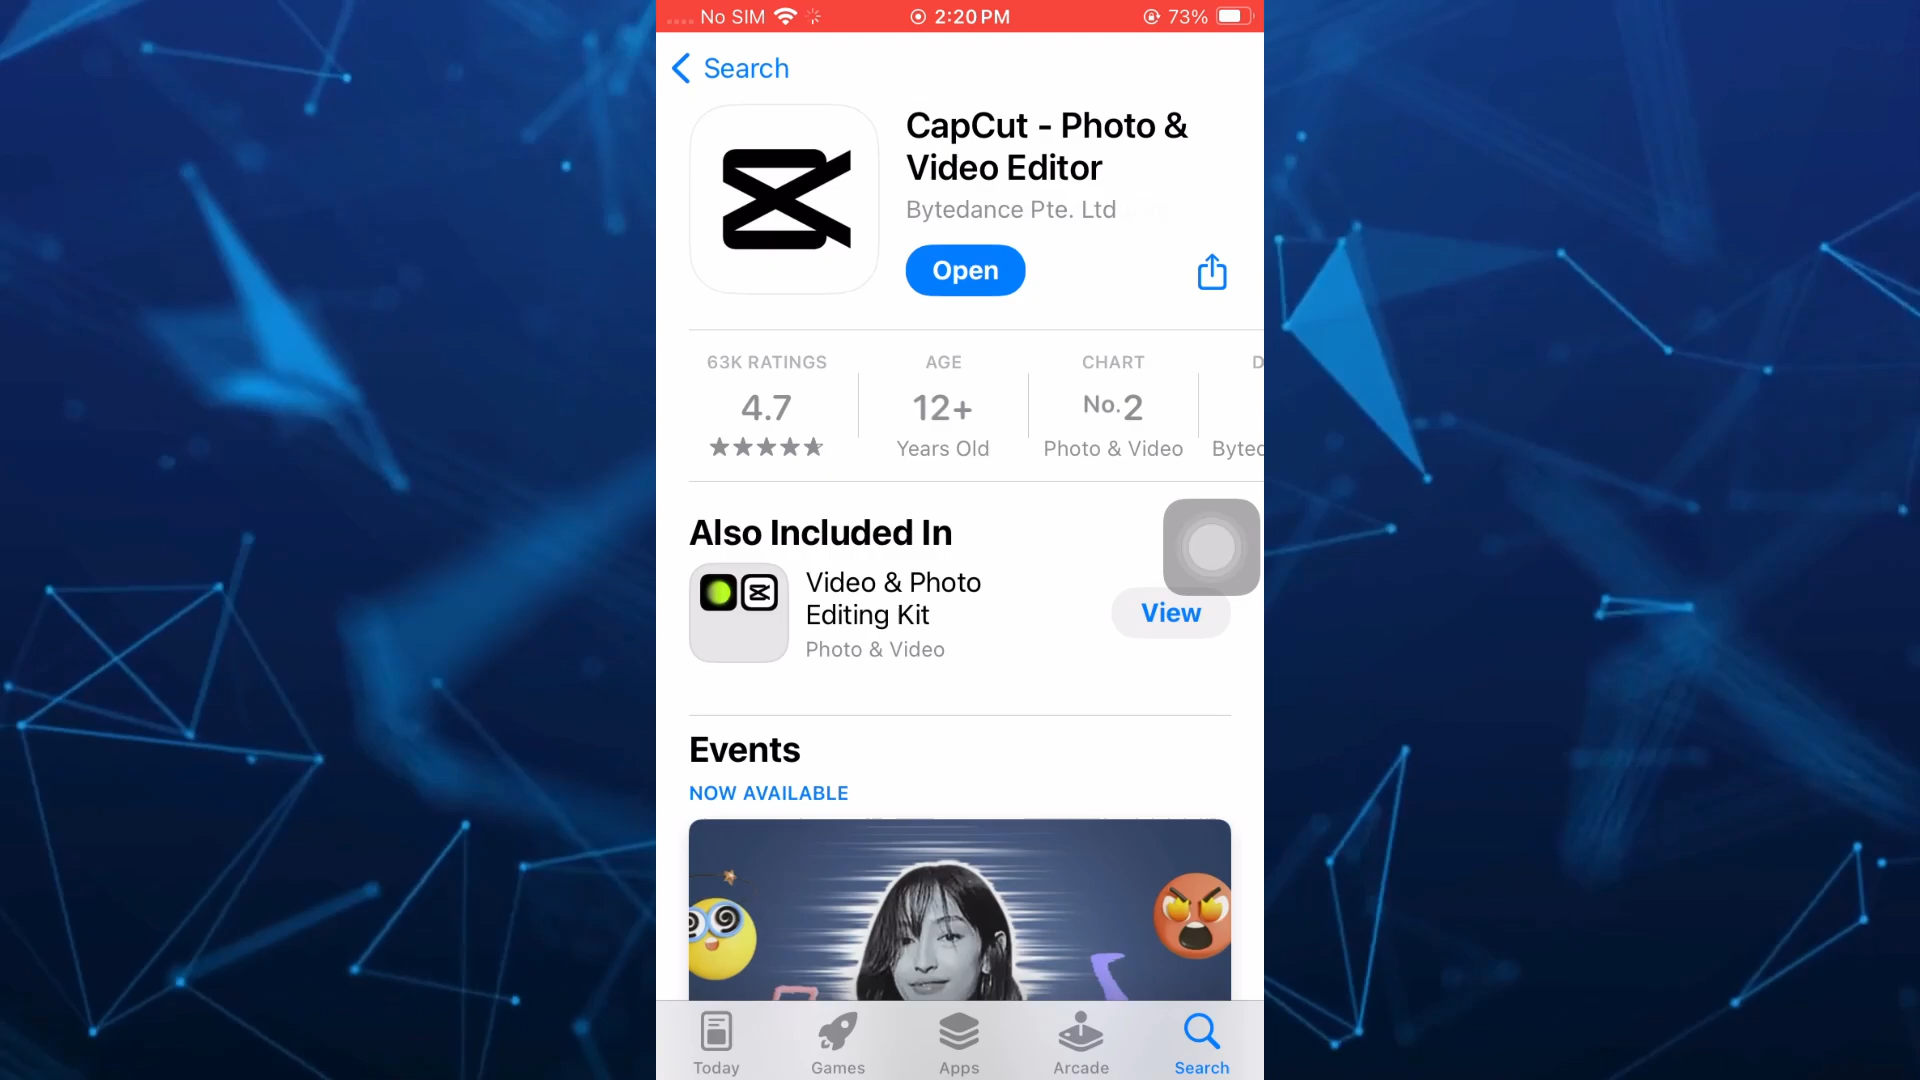 No SIM 2:20 PM 73%
Search
CapCut - Photo &
Video Editor
Bytedance Pte. Ltd
Open
63K RATINGS AGE CHART D
4.7 12+ No.2
Years Old Photo & Video Bytec
Also Included In
Video & Photo
Editing Kit
Photo & Video
View
Events
NOW AVAILABLE
Today Games Apps Arcade Search